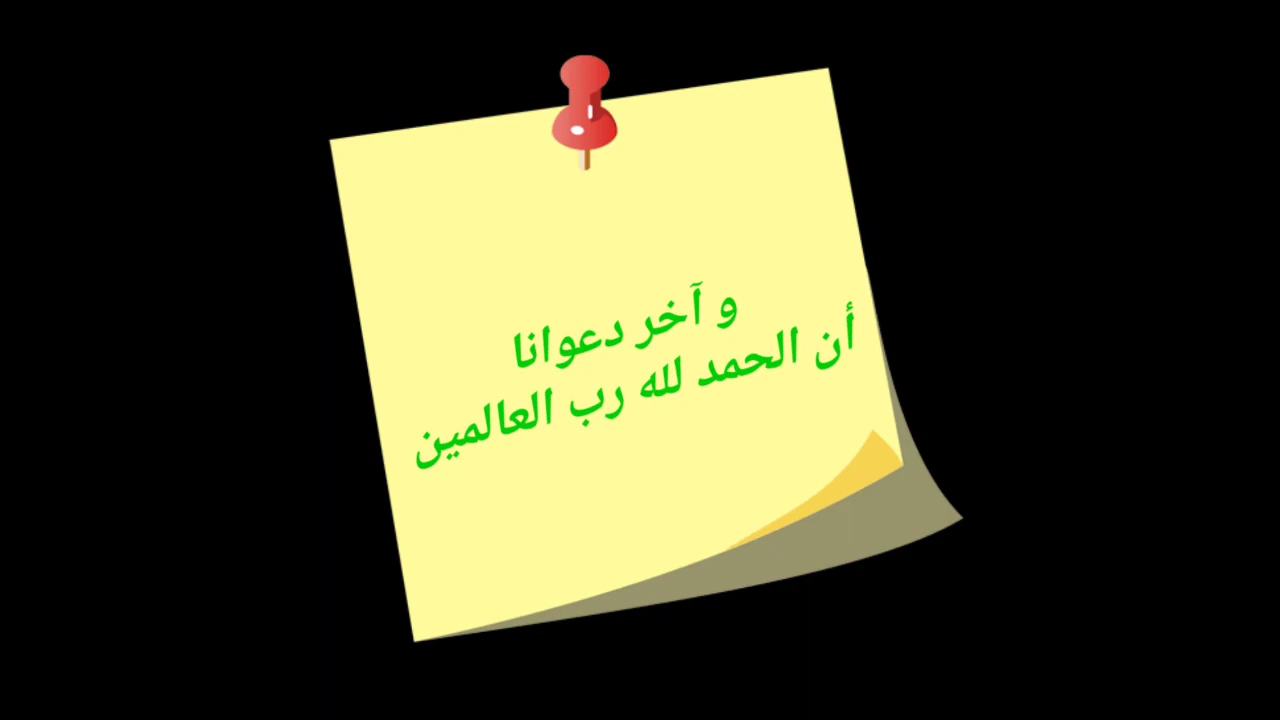 و آخر دعوانا
أن الحمد لله رب العالمين